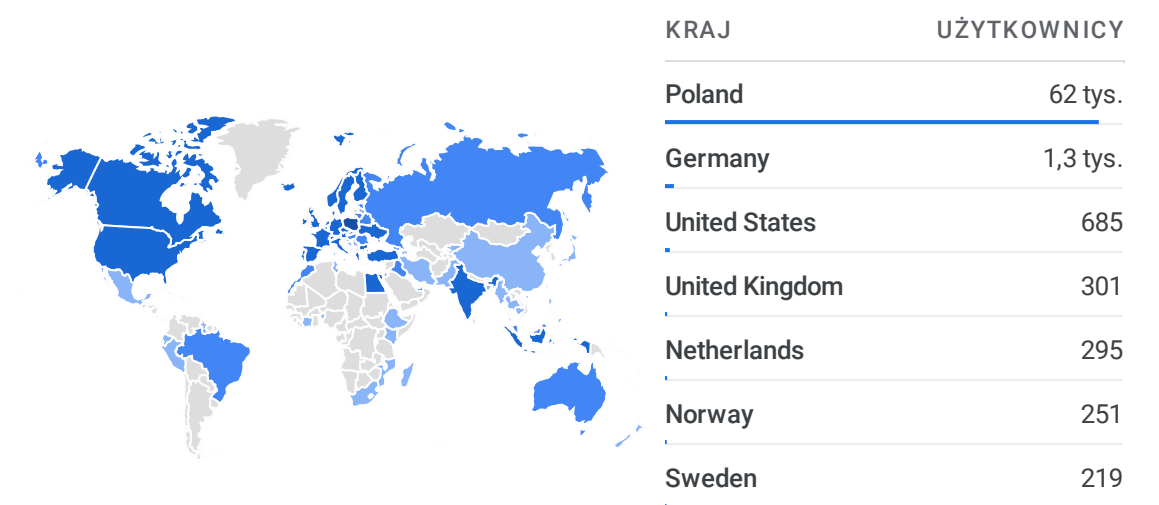 KRAJ UŻYTKOWNICY
Poland 62 tys.
Germany 1,3 tys.
United States 685
United Kingdom 301
Netherlands 295
Norway 251
Sweden 219